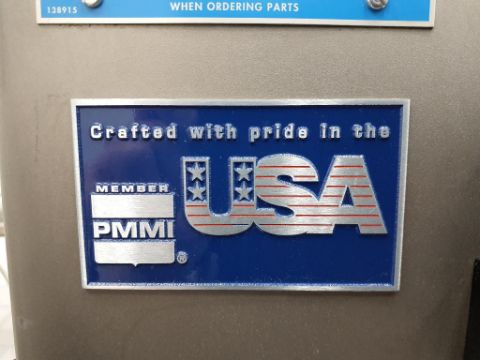 138915
WHEN ORDERING PARTS
Crafted with pride in the
USA
MEMBER
PMMI
®